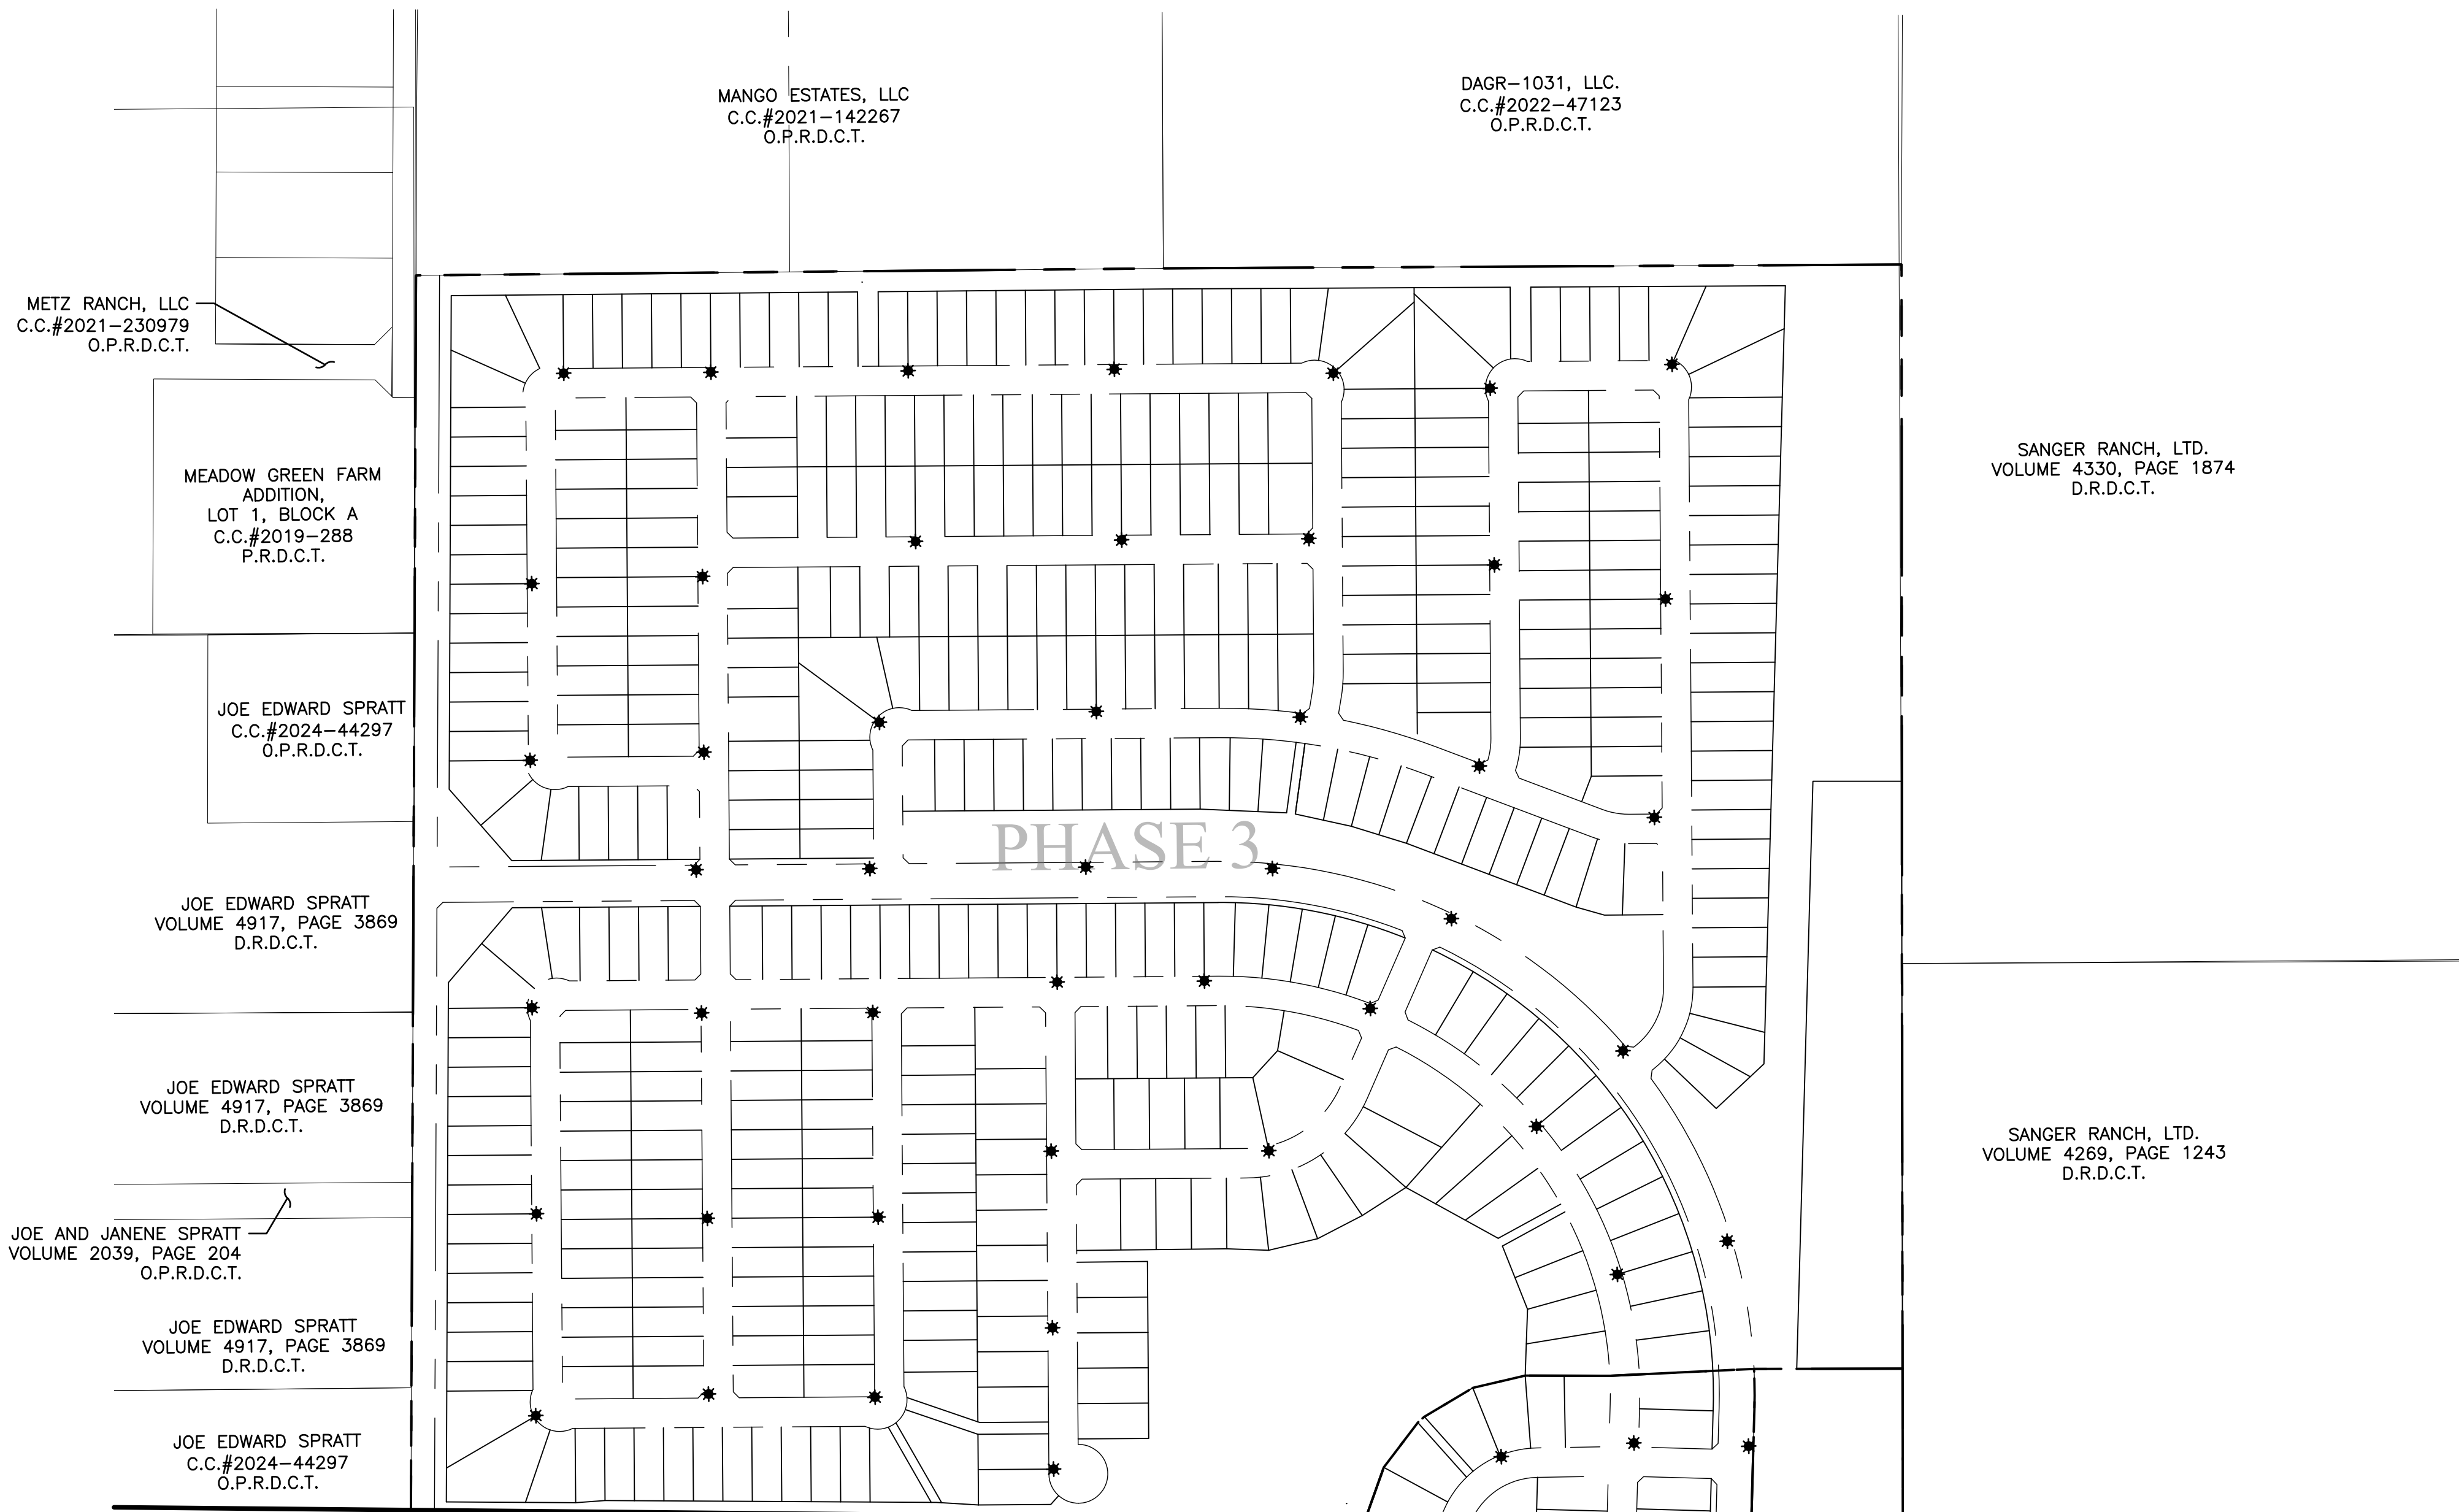 MANGO ESTATES, LLC
C.C.#2021-142267
O.P.R.D.C.T.
DAGR-1031, LLC.
C.C.#2022-47123
O.P.R.D.C.T.
METZ RANCH, LLC
C.C.#2021-230979
O.P.R.D.C.T.
MEADOW GREEN FARM
ADDITION,
LOT 1, BLOCK A
C.C.#2019-288
P.R.D.C.T.
SANGER RANCH, LTD.
VOLUME 4330, PAGE 1874
D.R.D.C.T.
JOE EDWARD SPRATT
C.C.#2024-44297
O.P.R.D.C.T.
PHASE 3
JOE EDWARD SPRATT
VOLUME 4917, PAGE 3869
D.R.D.C.T.
JOE EDWARD SPRATT
VOLUME 4917, PAGE 3869
D.R.D.C.T.
SANGER RANCH, LTD.
VOLUME 4269, PAGE 1243
D.R.D.C.T.
JOE AND JANENE SPRATT
VOLUME 2039, PAGE 204
O.P.R.D.C.T.
JOE EDWARD SPRATT
VOLUME 4917, PAGE 3869
D.R.D.C.T.
JOE EDWARD SPRATT
C.C.#2024-44297
O.P.R.D.C.T.